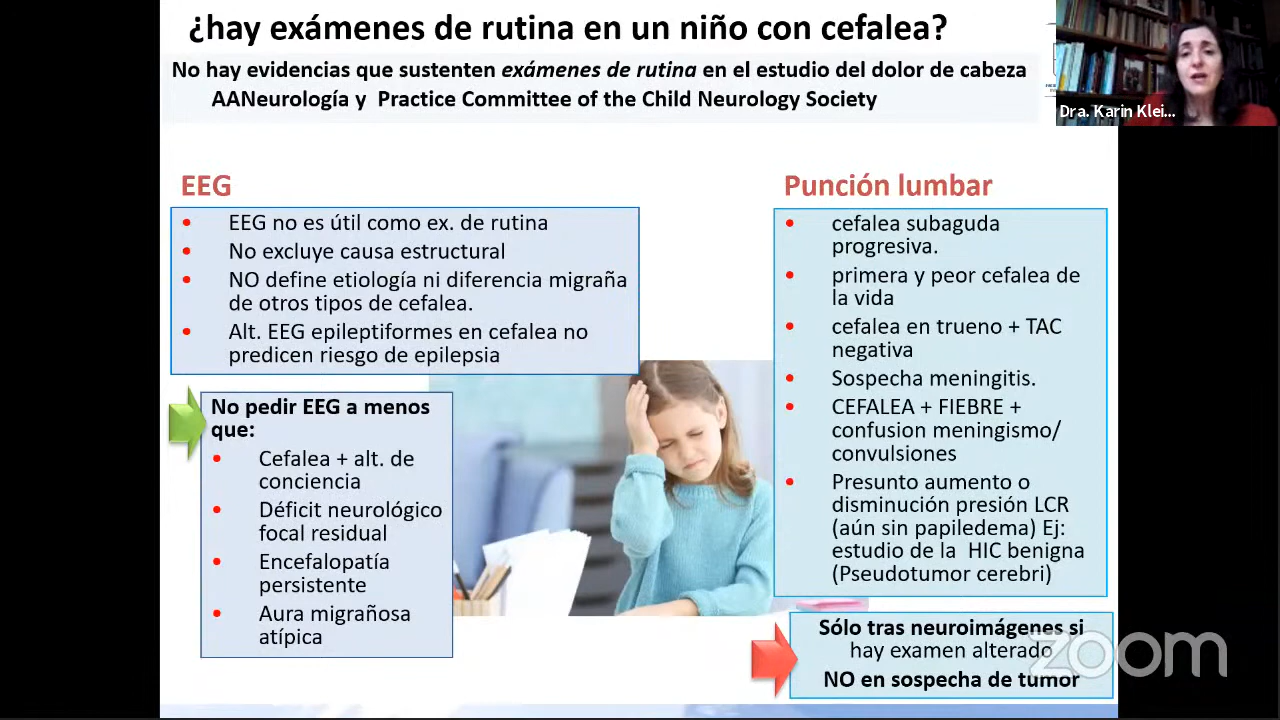 ¿hay exámenes de rutina en un niño con cefalea?
No hay evidencias que sustenten exámenes de rutina en el estudio del dolor de cabeza
AANeurología y Practice Committee of the Child Neurology Society
Dra. Karin Klei...
EEG
• EEG no es útil como ex. de rutina
• No excluye causa estructural
• NO define etiología ni diferencia migraña
de otros tipos de cefalea.
• Alt. EEG epileptiformes en cefalea no
predicen riesgo de epilepsia
No pedir EEG a menos
que:
• Cefalea + alt. de
conciencia
• Déficit neurológico
focal residual
• Encefalopatía
persistente
• Aura migrañosa
atípica
Punción lumbar
• cefalea subaguda
progresiva.
• primera y peor cefalea de
la vida
• cefalea en trueno + TAC
negativa
• Sospecha meningitis.
• CEFALEA + FIEBRE +
confusion meningismo/
convulsiones
• Presunto aumento o
disminución presión LCR
(aún sin papiledema) Ej:
estudio de la HIC benigna
(Pseudotumor cerebri)
Sólo tras neuroimágenes si
hay examen alterado
NO en sospecha de tumor
zoom